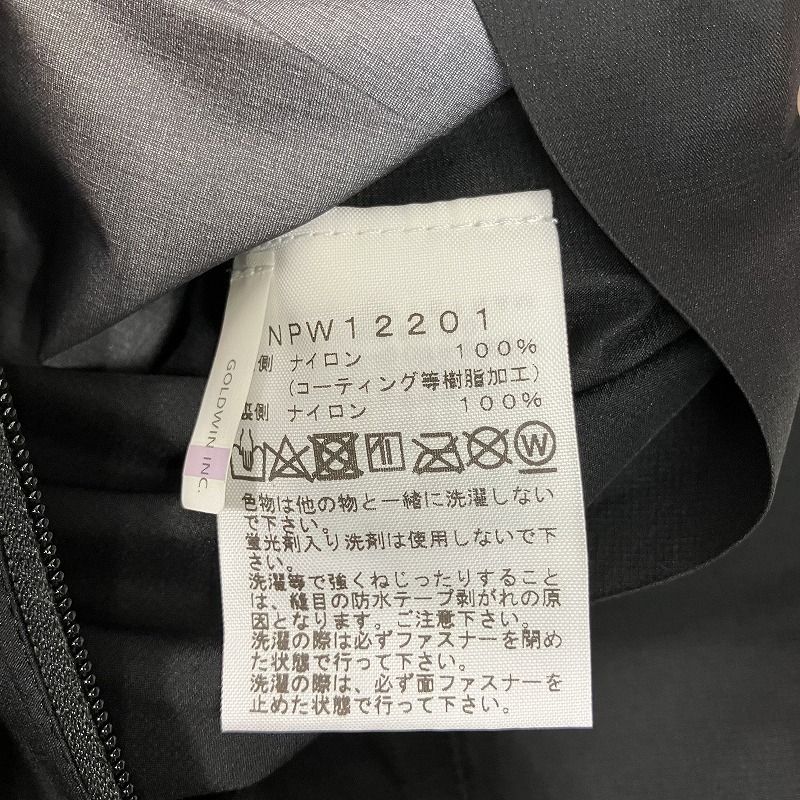 NPW12201
側 ナイロン 100%
(コーティング等樹脂加工)
裏側 ナイロン 100%
GOLDWIN INC.
W
色物は他の物と一緒に洗濯しない
で下さい。
蛍光剤入り洗剤は使用しないで下
さい。
洗濯等で強くねじったりすること
は、縫目の防水テープ剥がれの原
因となります。ご注意下さい。
洗濯の際は必ずファスナーを閉め
た状態で行って下さい。
洗濯の際は、必ず面ファスナーを
止めた状態で行って下さい。